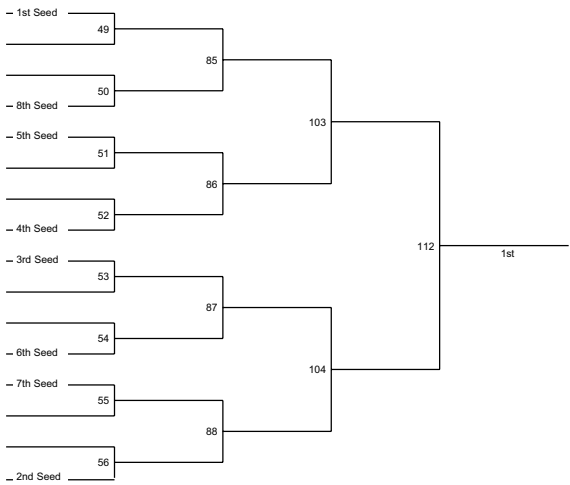 1st Seed
49
85
50
8th Seed
103
5th Seed
51
86
52
4th Seed
112
1st
3rd Seed
53
87
54
6th Seed
104
7th Seed
55
88
56
2nd Seed